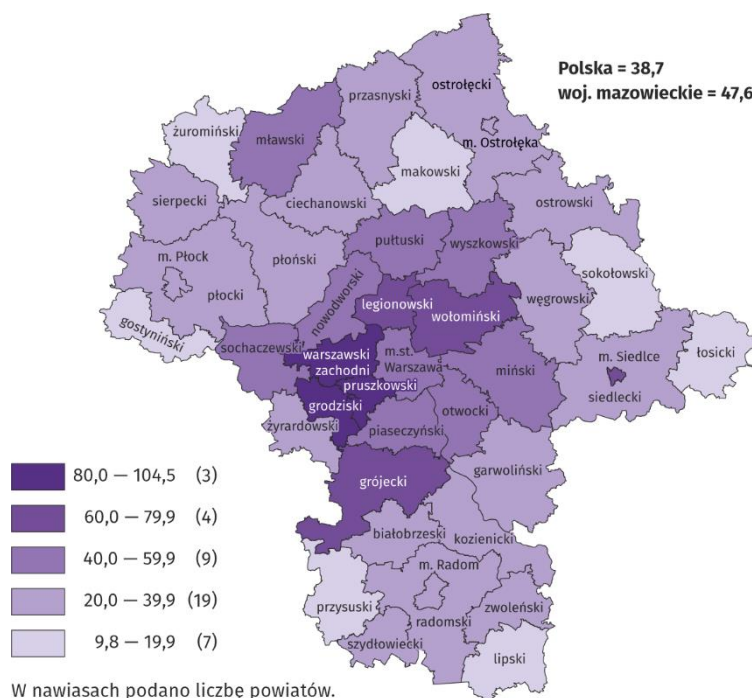 Polska = 38,7
woj. mazowieckie = 47,6
ostrołęcki
przasnyski
żuromiński
mławski
m. Ostrołęka
makowski
sierpecki
ciechanowski
ostrowski
pułtuski
wyszkowski
m. Płock
płoński
sokołowski
płocki
nowodworski
legionowski
wołomiński
węgrowski
gostyniński
sochaczewski
warszawski
zachodni
m.st.
Warszawa
m. Siedlce
łosicki
pruszkowski
miński
siedlecki
grodziski
otwocki
żyrardowski
piaseczyński
garwoliński
grójecki
80,0 — 104,5 (3)
60,0 — 79,9 (4)
białobrzeski
kozienicki
40,0 — 59,9 (9)
m. Radom
20,0 — 39,9 (19)
przysuski
zwoleński
radomski
9,8 — 19,9 (7)
szydłowiecki
lipski
W nawiasach podano liczbę powiatów.